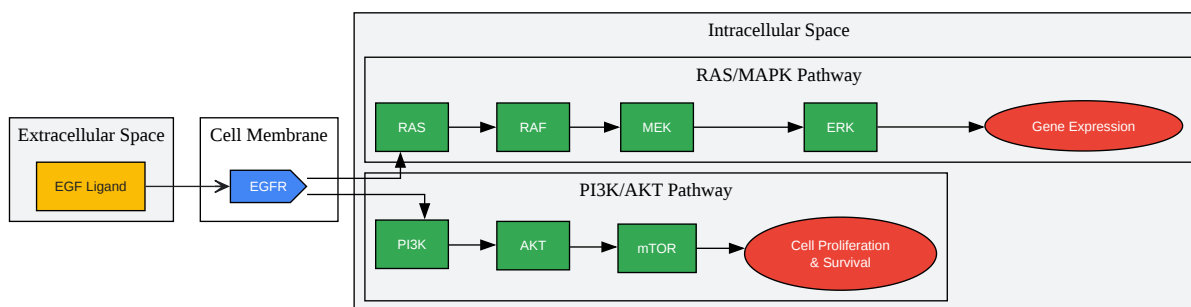 Intracellular Space
RAS/MAPK Pathway
RAS
RAF
MEK
ERK
Gene Expression
Extracellular Space
EGF Ligand
Cell Membrane
EGFR
PI3K/AKT Pathway
PI3K
AKT
mTOR
Cell Proliferation
& Survival